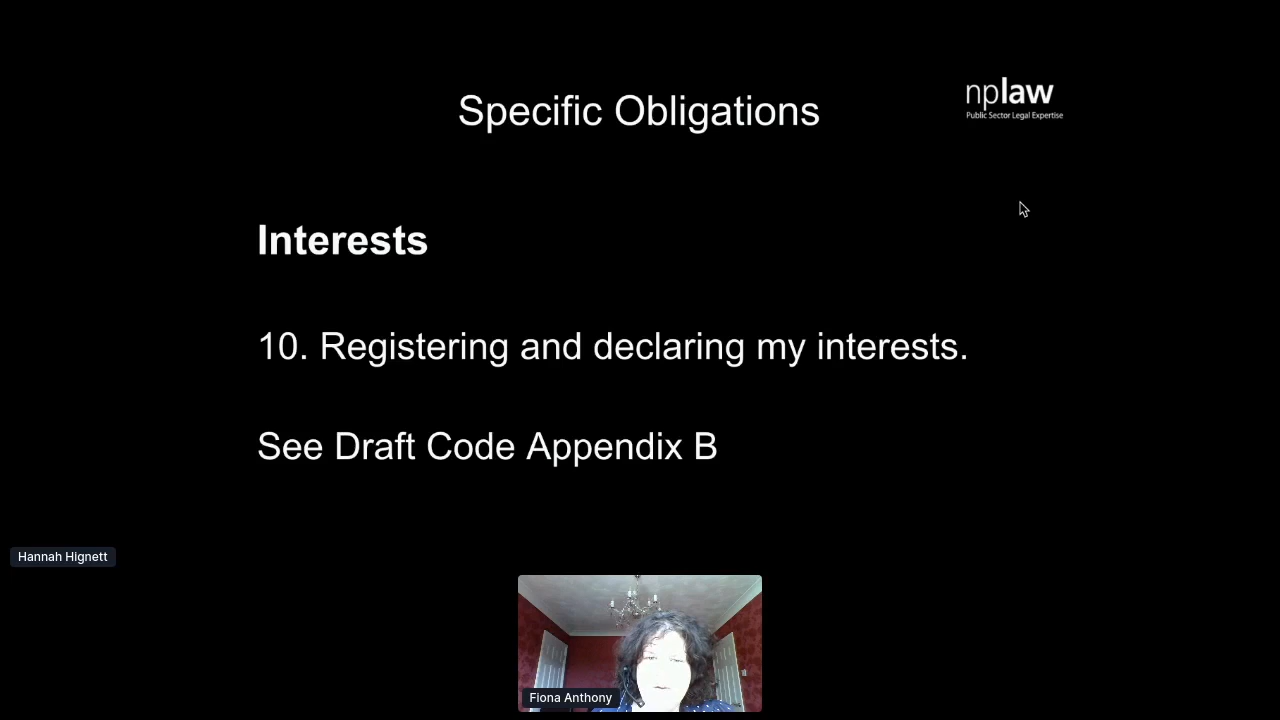 Specific Obligations
nplaw
Public Sector Legal Expertise
Interests
10. Registering and declaring my interests.
See Draft Code Appendix B
Hannah Hignett
Fiona Anthony